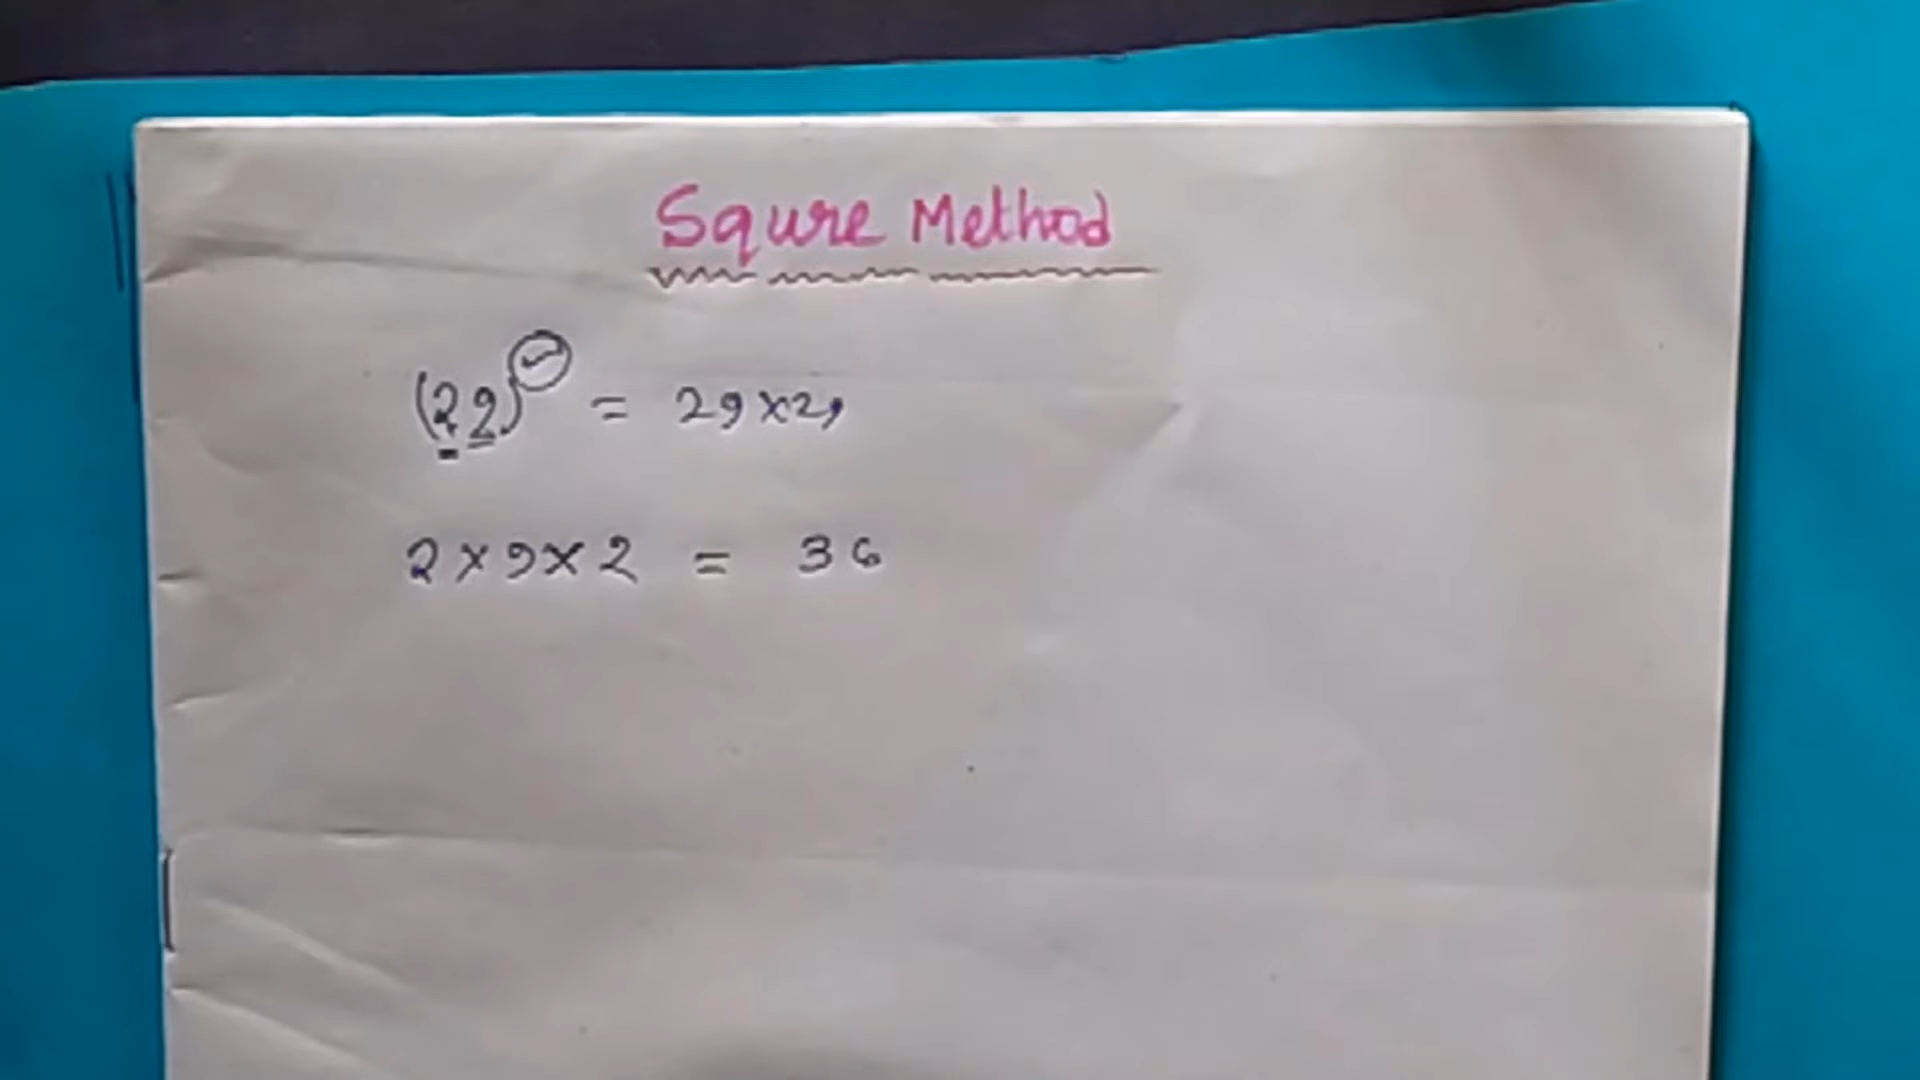 Squre Method
(29)² = 29×29
2×9×2 = 36